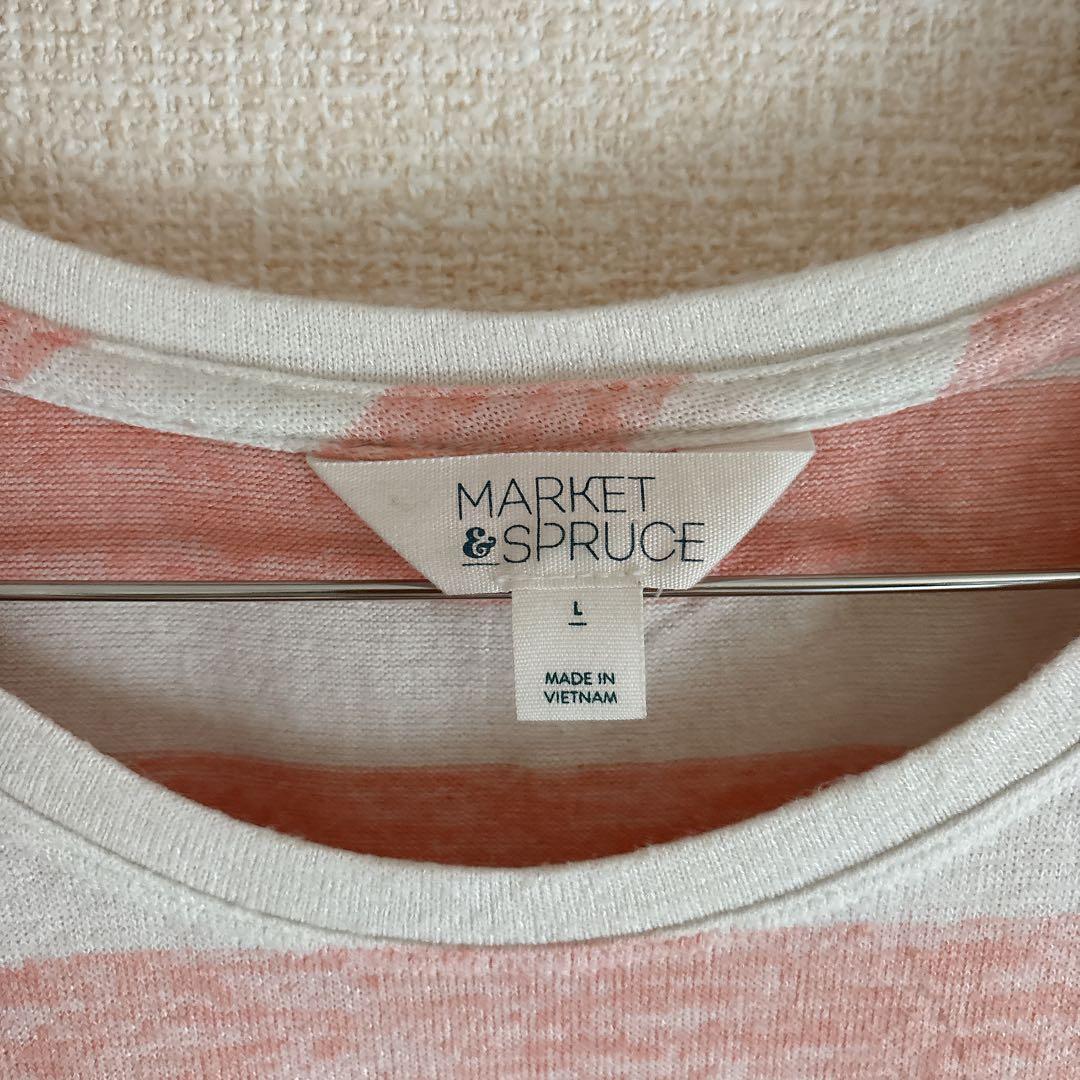 MARKET
& SPRUCE
L
MADE IN
VIETNAM